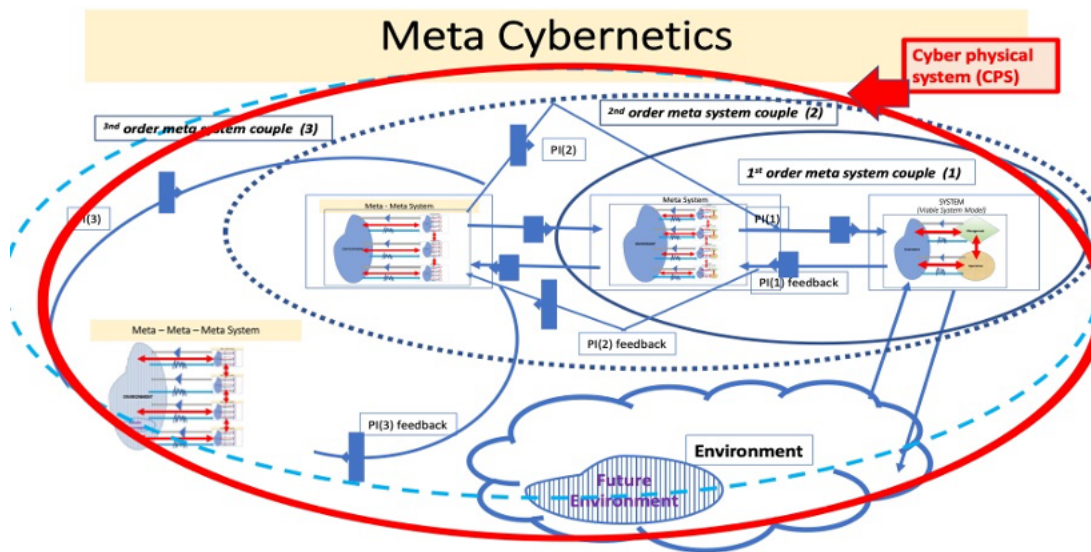 Meta Cybernetics
Cyber physical
system (CPS)
3nd order meta system couple (3)
2nd order meta system couple (2)
PI(2)
1st order meta system couple (1)
PI(3)
Meta - Meta System
Meta System
PI(1)
SYSTEM
(Viable System Model)
PI(1) feedback
PI(2) feedback
Meta – Meta – Meta System
ENVIRONMENT
PI(3) feedback
Environment
Future
Environment